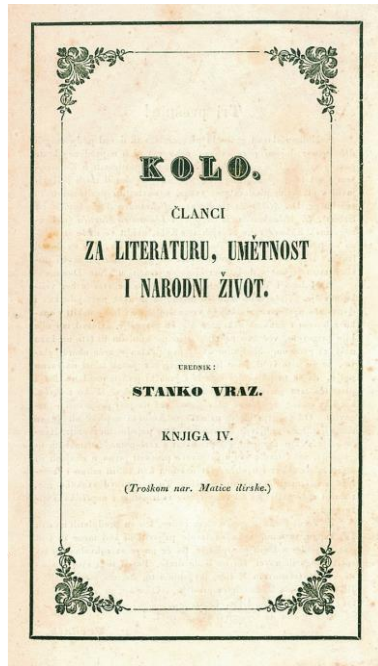 KOLO.
ČLANCI
ZA LITERATURU, UMĚTNOST
I NARODNI ŽIVOT.
UREDNIK:
STANKO VRAZ.
KNJIGA IV.
(Troškom nar. Matice ilirske.)